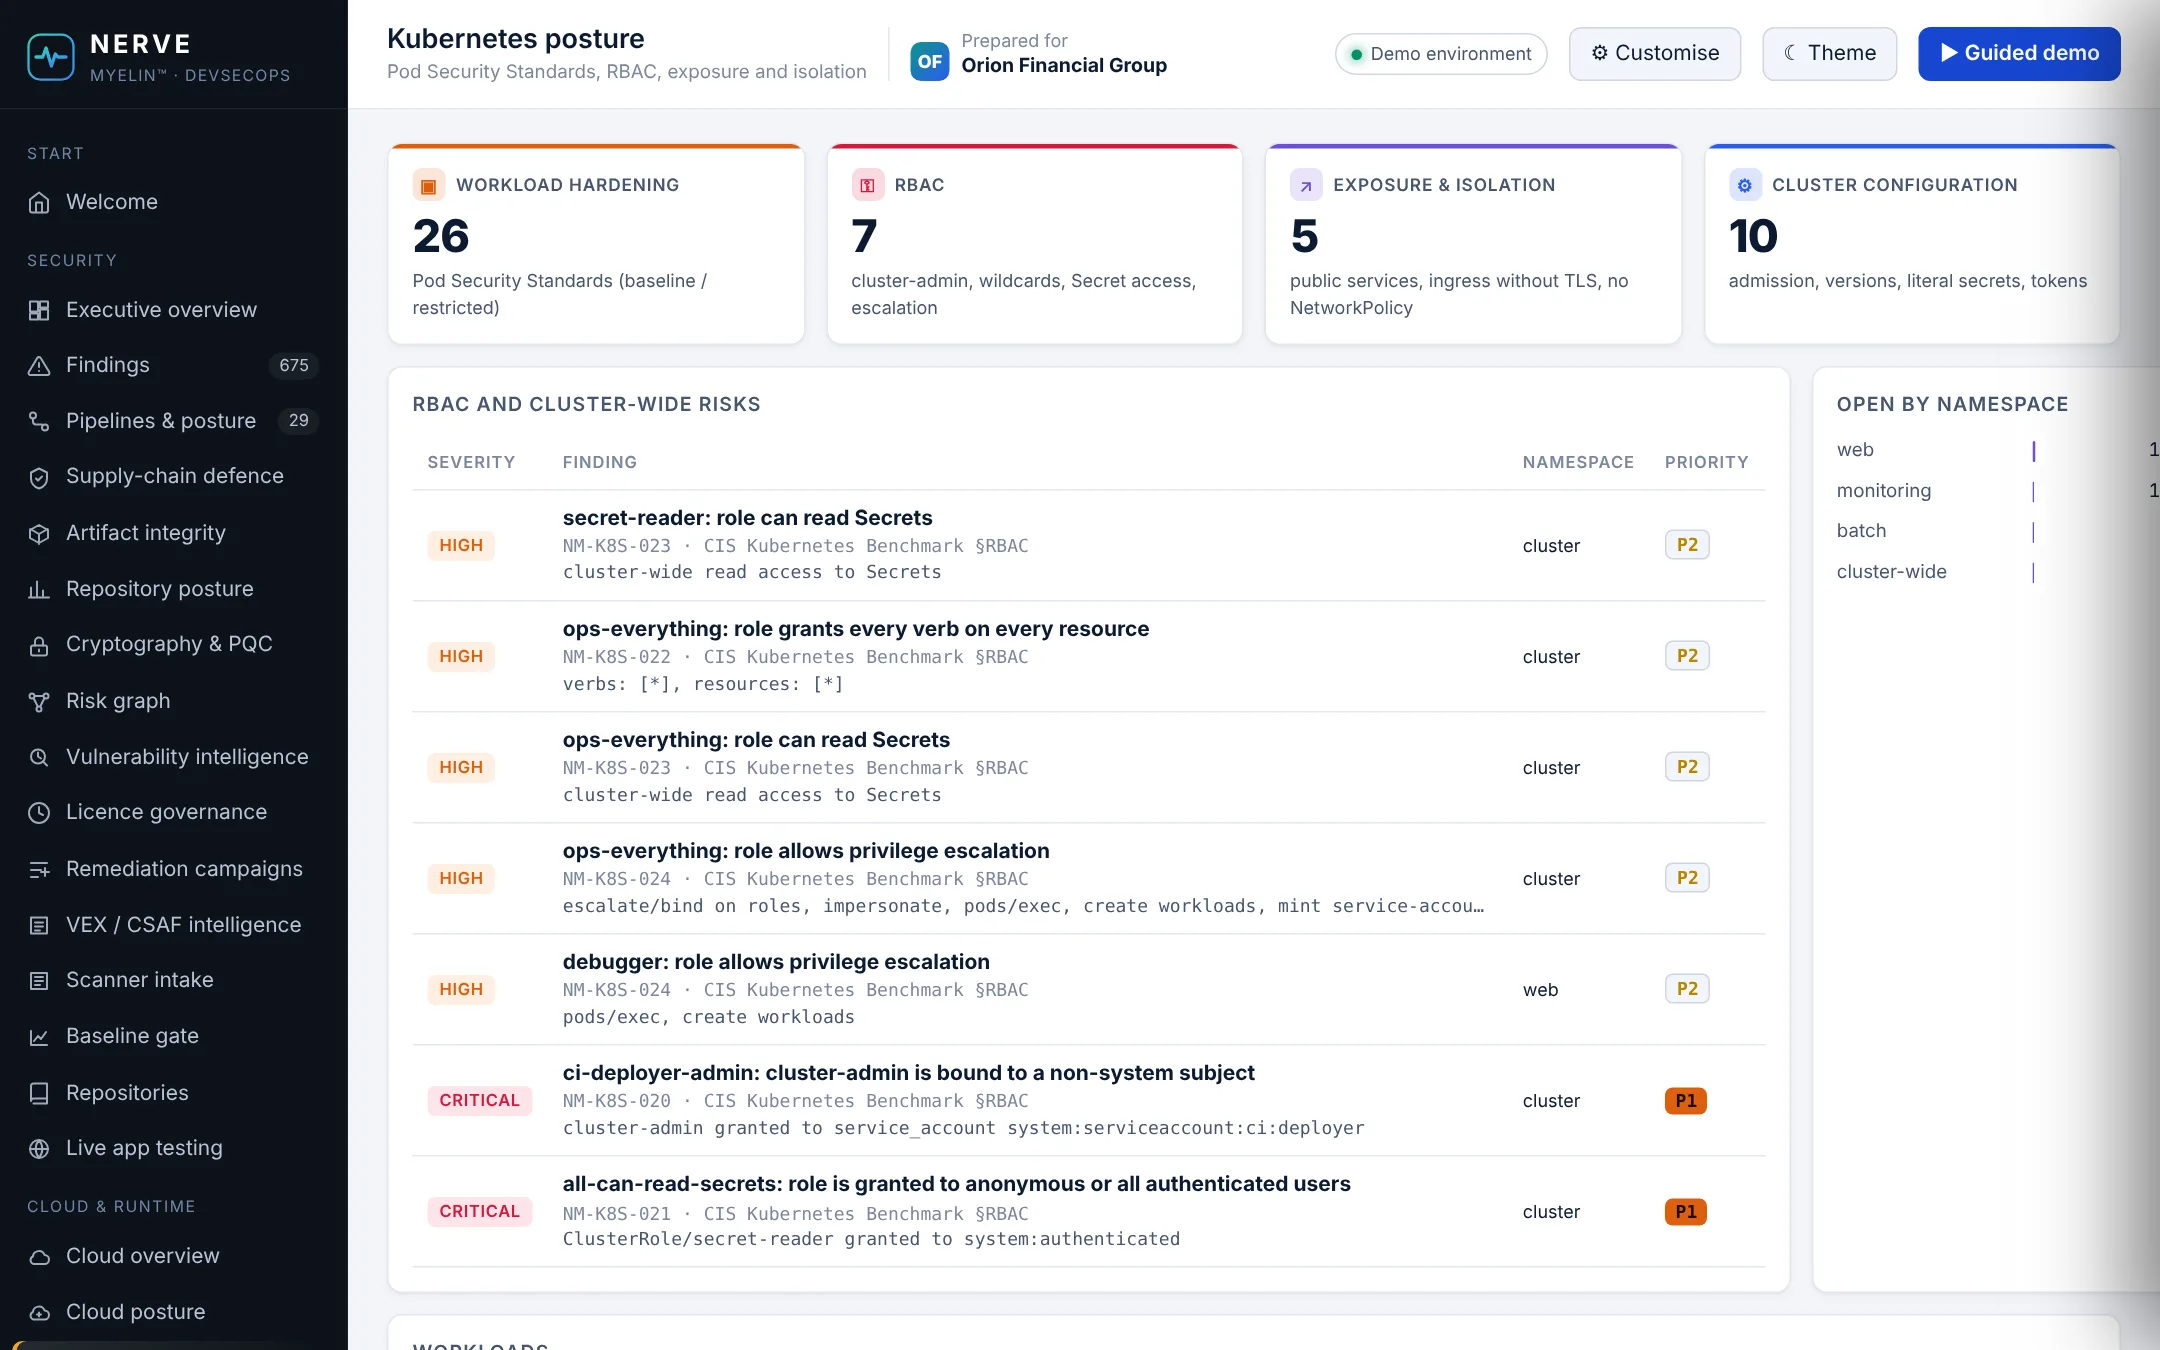 NERVE
MYELIN™ · DEVSECOPS
START
Welcome
SECURITY
Executive overview
Findings 675
Pipelines & posture 29
Supply-chain defence
Artifact integrity
Repository posture
Cryptography & PQC
Risk graph
Vulnerability intelligence
Licence governance
Remediation campaigns
VEX / CSAF intelligence
Scanner intake
Baseline gate
Repositories
Live app testing
CLOUD & RUNTIME
Cloud overview
Cloud posture
Kubernetes posture
Pod Security Standards, RBAC, exposure and isolation
OF
Prepared for
Orion Financial Group
Demo environment
Customise
Theme
Guided demo
WORKLOAD HARDENING
26
Pod Security Standards (baseline /
restricted)
RBAC
7
cluster-admin, wildcards, Secret access,
escalation
EXPOSURE & ISOLATION
5
public services, ingress without TLS, no
NetworkPolicy
CLUSTER CONFIGURATION
10
admission, versions, literal secrets, tokens
RBAC AND CLUSTER-WIDE RISKS
SEVERITY FINDING NAMESPACE PRIORITY
secret-reader: role can read Secrets
HIGH NM-K8S-023 · CIS Kubernetes Benchmark §RBAC cluster P2
cluster-wide read access to Secrets
ops-everything: role grants every verb on every resource
HIGH NM-K8S-022 · CIS Kubernetes Benchmark §RBAC cluster P2
verbs: [*], resources: [*]
ops-everything: role can read Secrets
HIGH NM-K8S-023 · CIS Kubernetes Benchmark §RBAC cluster P2
cluster-wide read access to Secrets
ops-everything: role allows privilege escalation
HIGH NM-K8S-024 · CIS Kubernetes Benchmark §RBAC cluster P2
escalate/bind on roles, impersonate, pods/exec, create workloads, mint service-accou…
debugger: role allows privilege escalation
HIGH NM-K8S-024 · CIS Kubernetes Benchmark §RBAC web P2
pods/exec, create workloads
ci-deployer-admin: cluster-admin is bound to a non-system subject
CRITICAL NM-K8S-020 · CIS Kubernetes Benchmark §RBAC cluster P1
cluster-admin granted to service_account system:serviceaccount:ci:deployer
all-can-read-secrets: role is granted to anonymous or all authenticated users
CRITICAL NM-K8S-021 · CIS Kubernetes Benchmark §RBAC cluster P1
ClusterRole/secret-reader granted to system:authenticated
OPEN BY NAMESPACE
web
monitoring
batch
cluster-wide
WORKLOADS